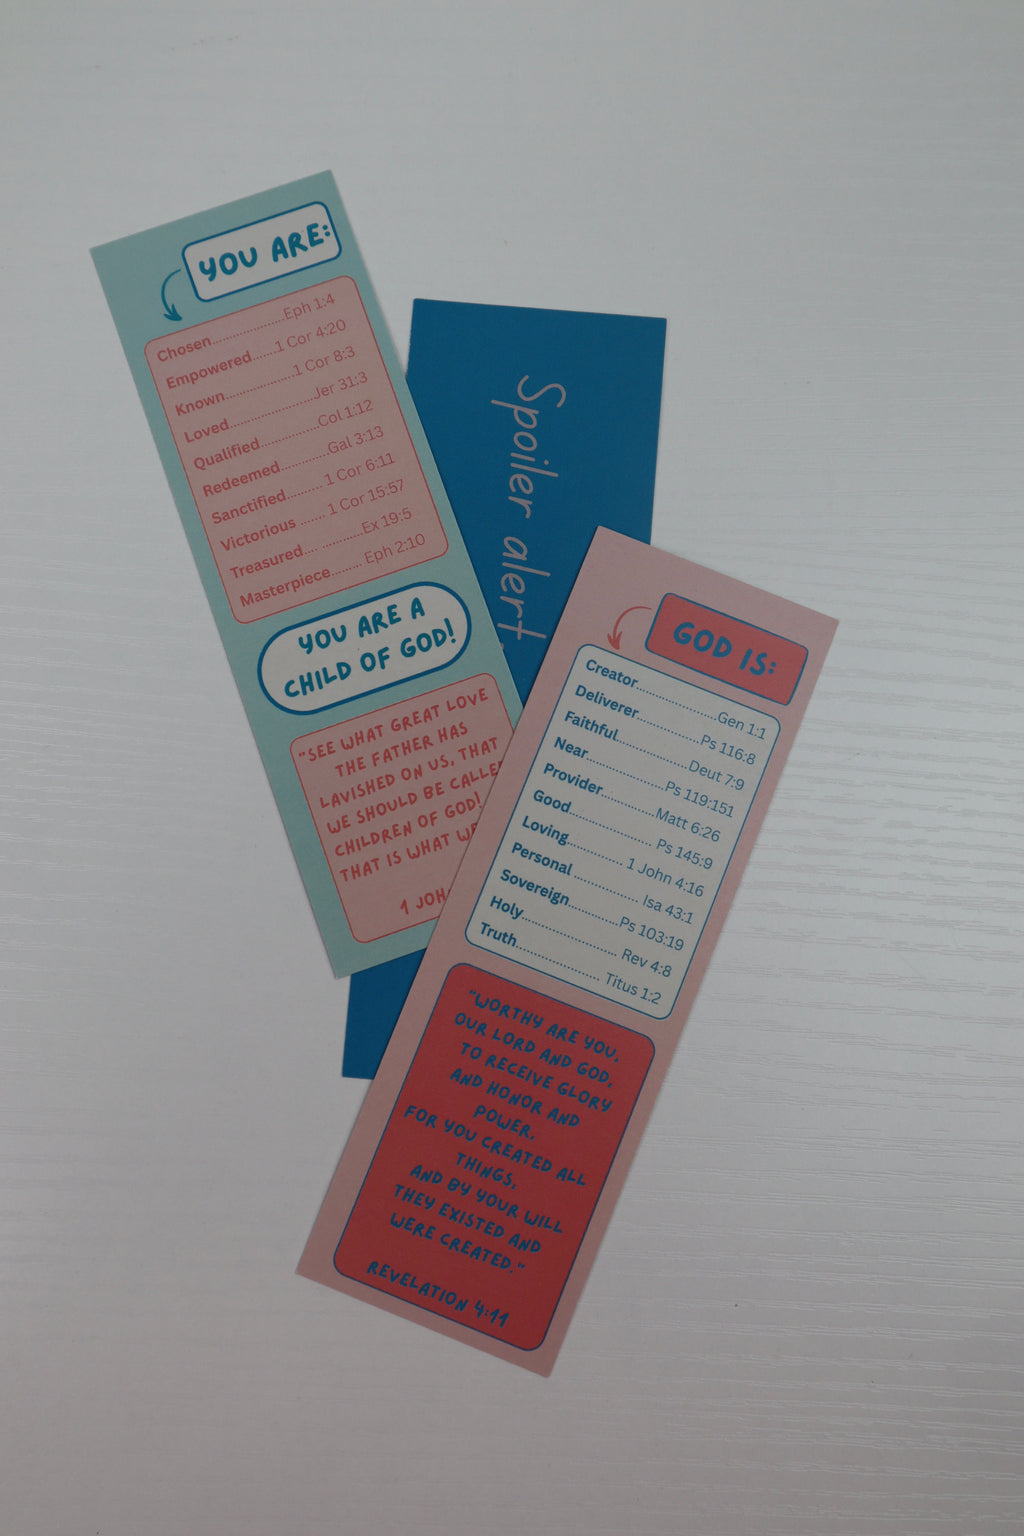 YOU ARE:
Chosen......................Eph 1:4
Empowered......1 Cor 4:20
Known.....................1 Cor 8:3
Loved..........................Jer 31:3
Qualified.................Col 1:12
Redeemed..............Gal 3:13
Sanctified..........1 Cor 6:11
Victorious ....... 1 Cor 15:57
Treasured.... ............Ex 19:5
Masterpiece......... Eph 2:10
YOU ARE A
CHILD OF GOD!
"SEE WHAT GREAT LOVE
THE FATHER HAS
LAVISHED ON US, THAT
WE SHOULD BE CALLE
CHILDREN OF GOD!
THAT IS WHAT WE
1 JOH
Spoiler alert
GOD IS:
Creator.........................Gen 1:1
Deliverer...................Ps 116:8
Faithful......................Deut 7:9
Near.........................Ps 119:151
Provider.................Matt 6:26
Good......................... Ps 145:9
Loving................. 1 John 4:16
Personal .................... Isa 43:1
Sovereign................Ps 103:19
Holy............................. Rev 4:8
Truth.......................... Titus 1:2
"WORTHY ARE YOU,
OUR LORD AND GOD,
TO RECEIVE GLORY
AND HONOR AND
POWER,
FOR YOU CREATED ALL
THINGS,
AND BY YOUR WILL
THEY EXISTED AND
WERE CREATED."
REVELATION 4:11